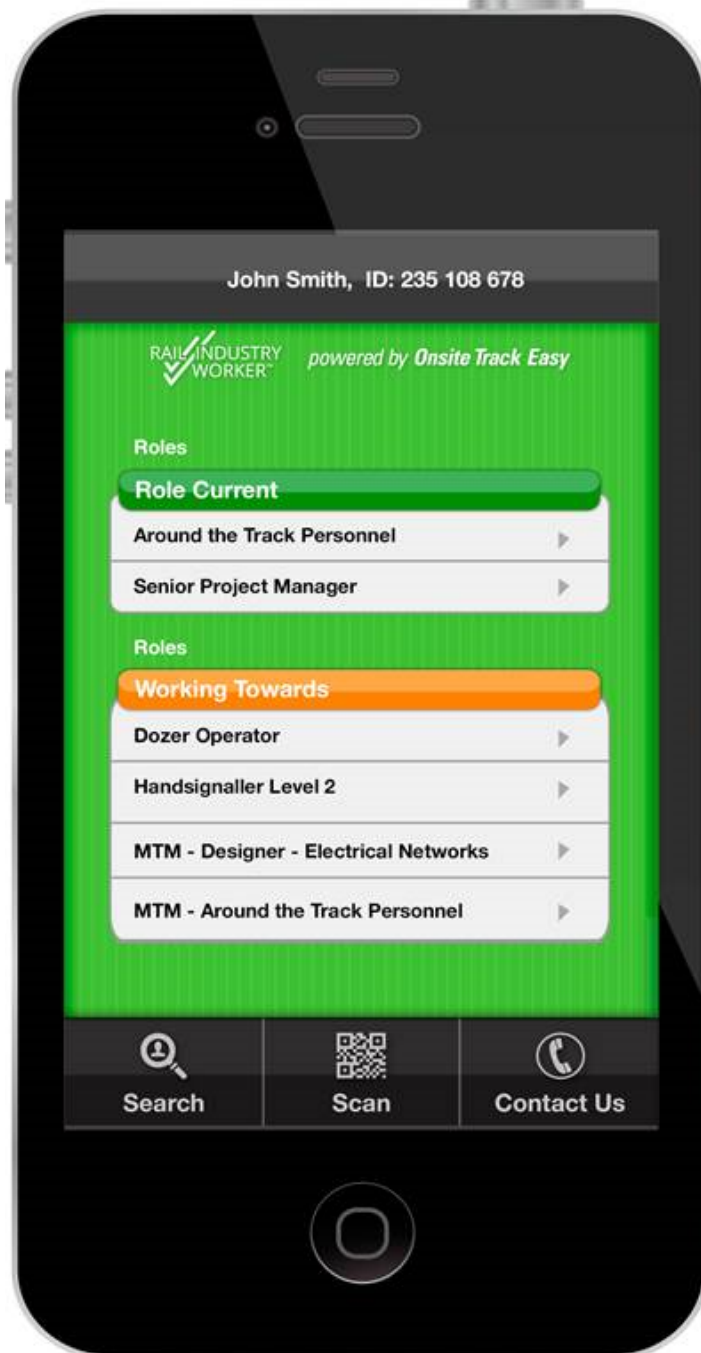 John Smith, ID: 235 108 678
RAIL INDUSTRY
WORKER™
powered by Onsite Track Easy
Roles
Role Current
Around the Track Personnel
Senior Project Manager
Roles
Working Towards
Dozer Operator
Handsignaller Level 2
MTM - Designer - Electrical Networks
MTM - Around the Track Personnel
Search
Scan
Contact Us